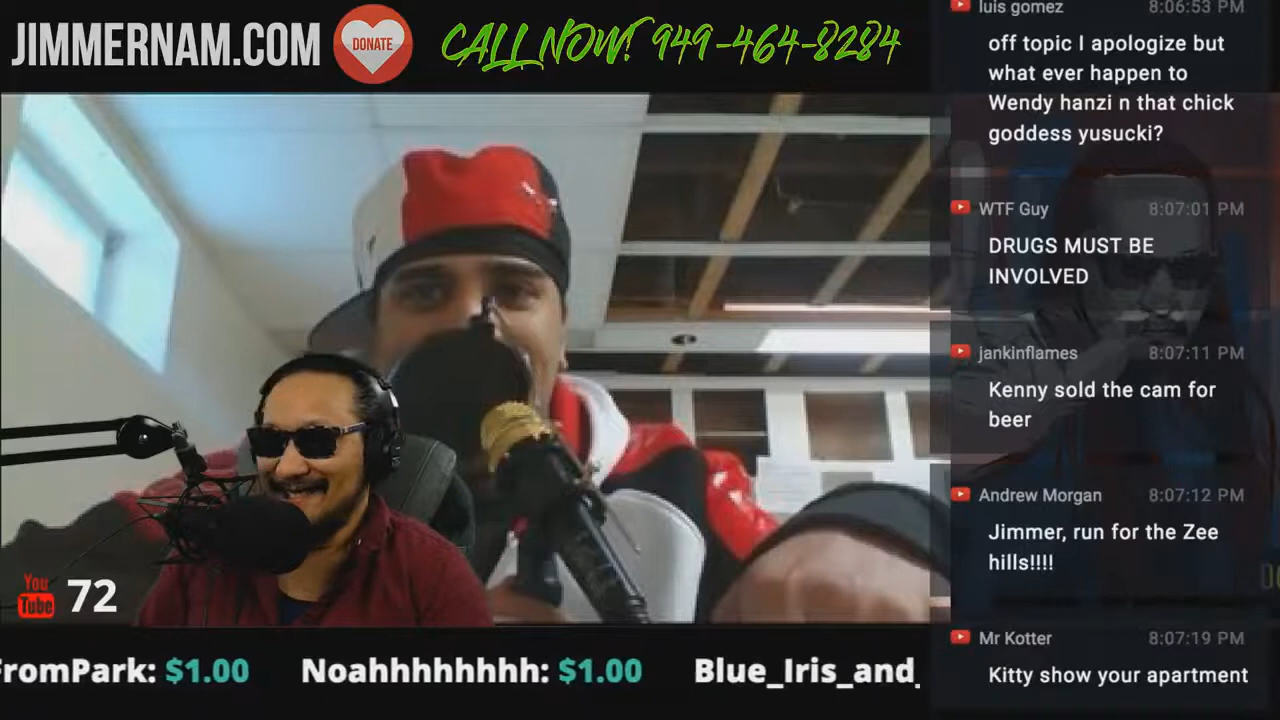 JIMMERNAM.COM
DONATE
CALL NOW! 949-464-8284
luis gomez 8:06:53 PM
off topic I apologize but
what ever happen to
Wendy hanzi n that chick
goddess yusucki?
WTF Guy 8:07:01 PM
DRUGS MUST BE
INVOLVED
jankinflames 8:07:11 PM
Kenny sold the cam for
beer
Andrew Morgan 8:07:12 PM
Jimmer, run for the Zee
hills!!!!
Mr Kotter 8:07:19 PM
Kitty show your apartment
You
Tube 72
FromPark: $1.00 Noahhhhhhhhh: $1.00 Blue_Iris_and_